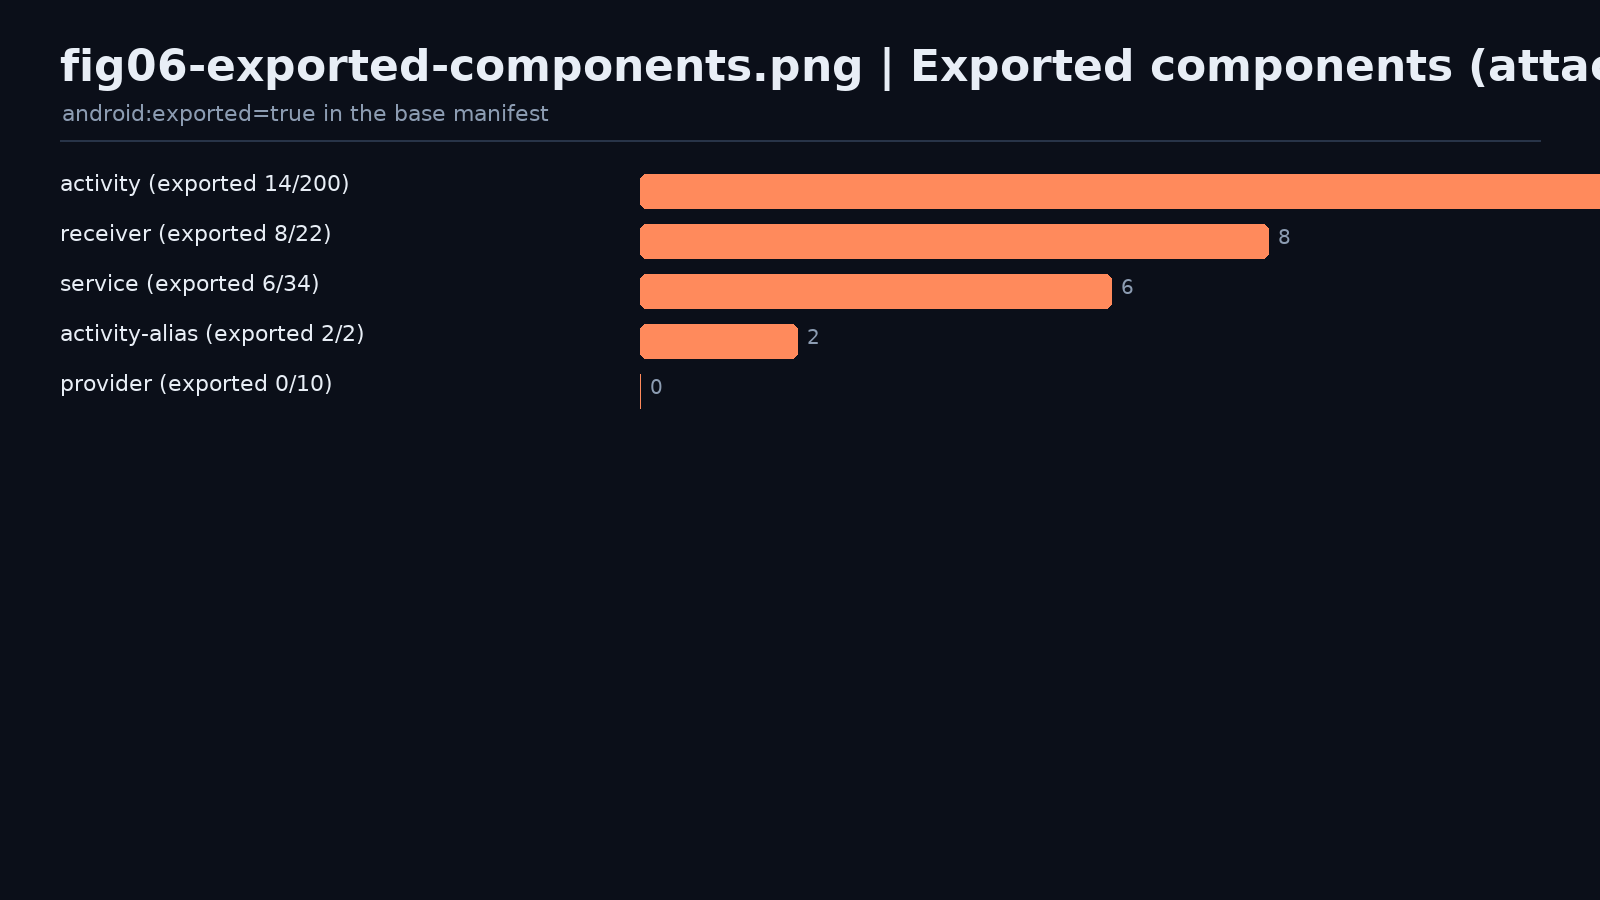 fig06-exported-components.png | Exported components (attac
android:exported=true in the base manifest
activity (exported 14/200)
receiver (exported 8/22)
8
service (exported 6/34)
6
activity-alias (exported 2/2)
2
provider (exported 0/10)
0